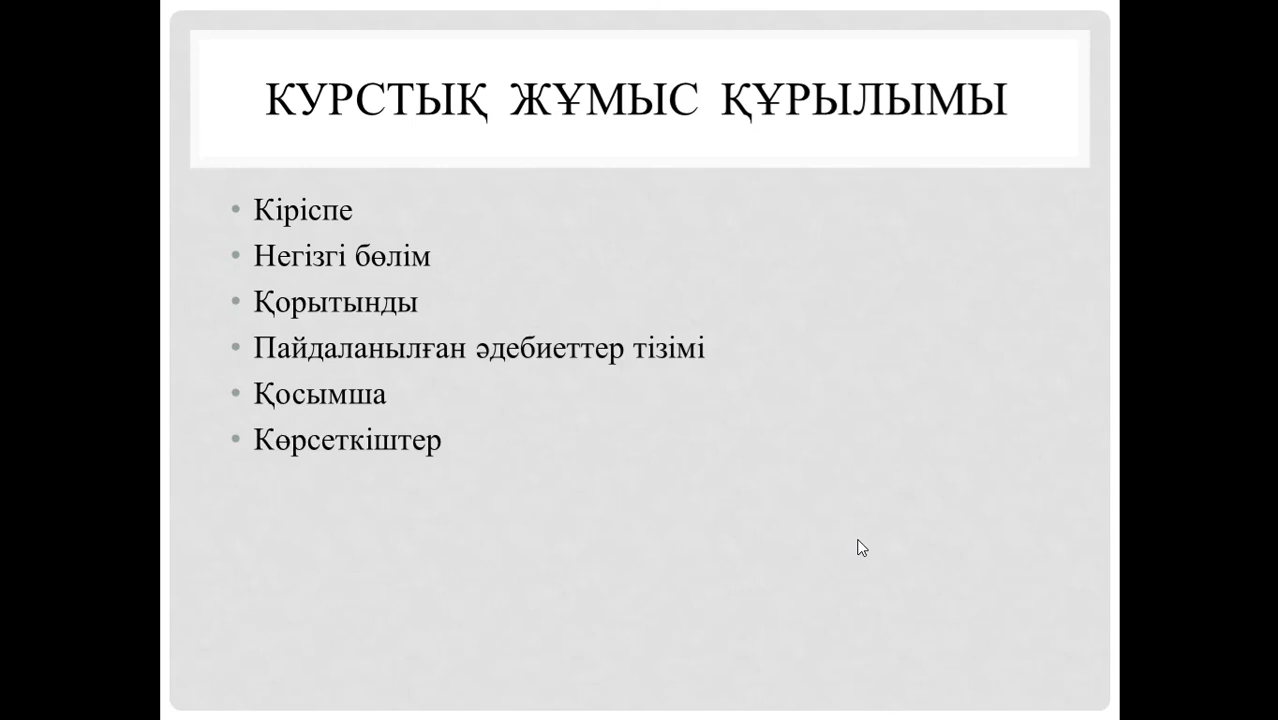 КУРСТЫҚ ЖҰМЫС ҚҰРЫЛЫМЫ
• Кіріспе
• Негізгі бөлім
• Қорытынды
• Пайдаланылған әдебиеттер тізімі
• Қосымша
• Көрсеткіштер